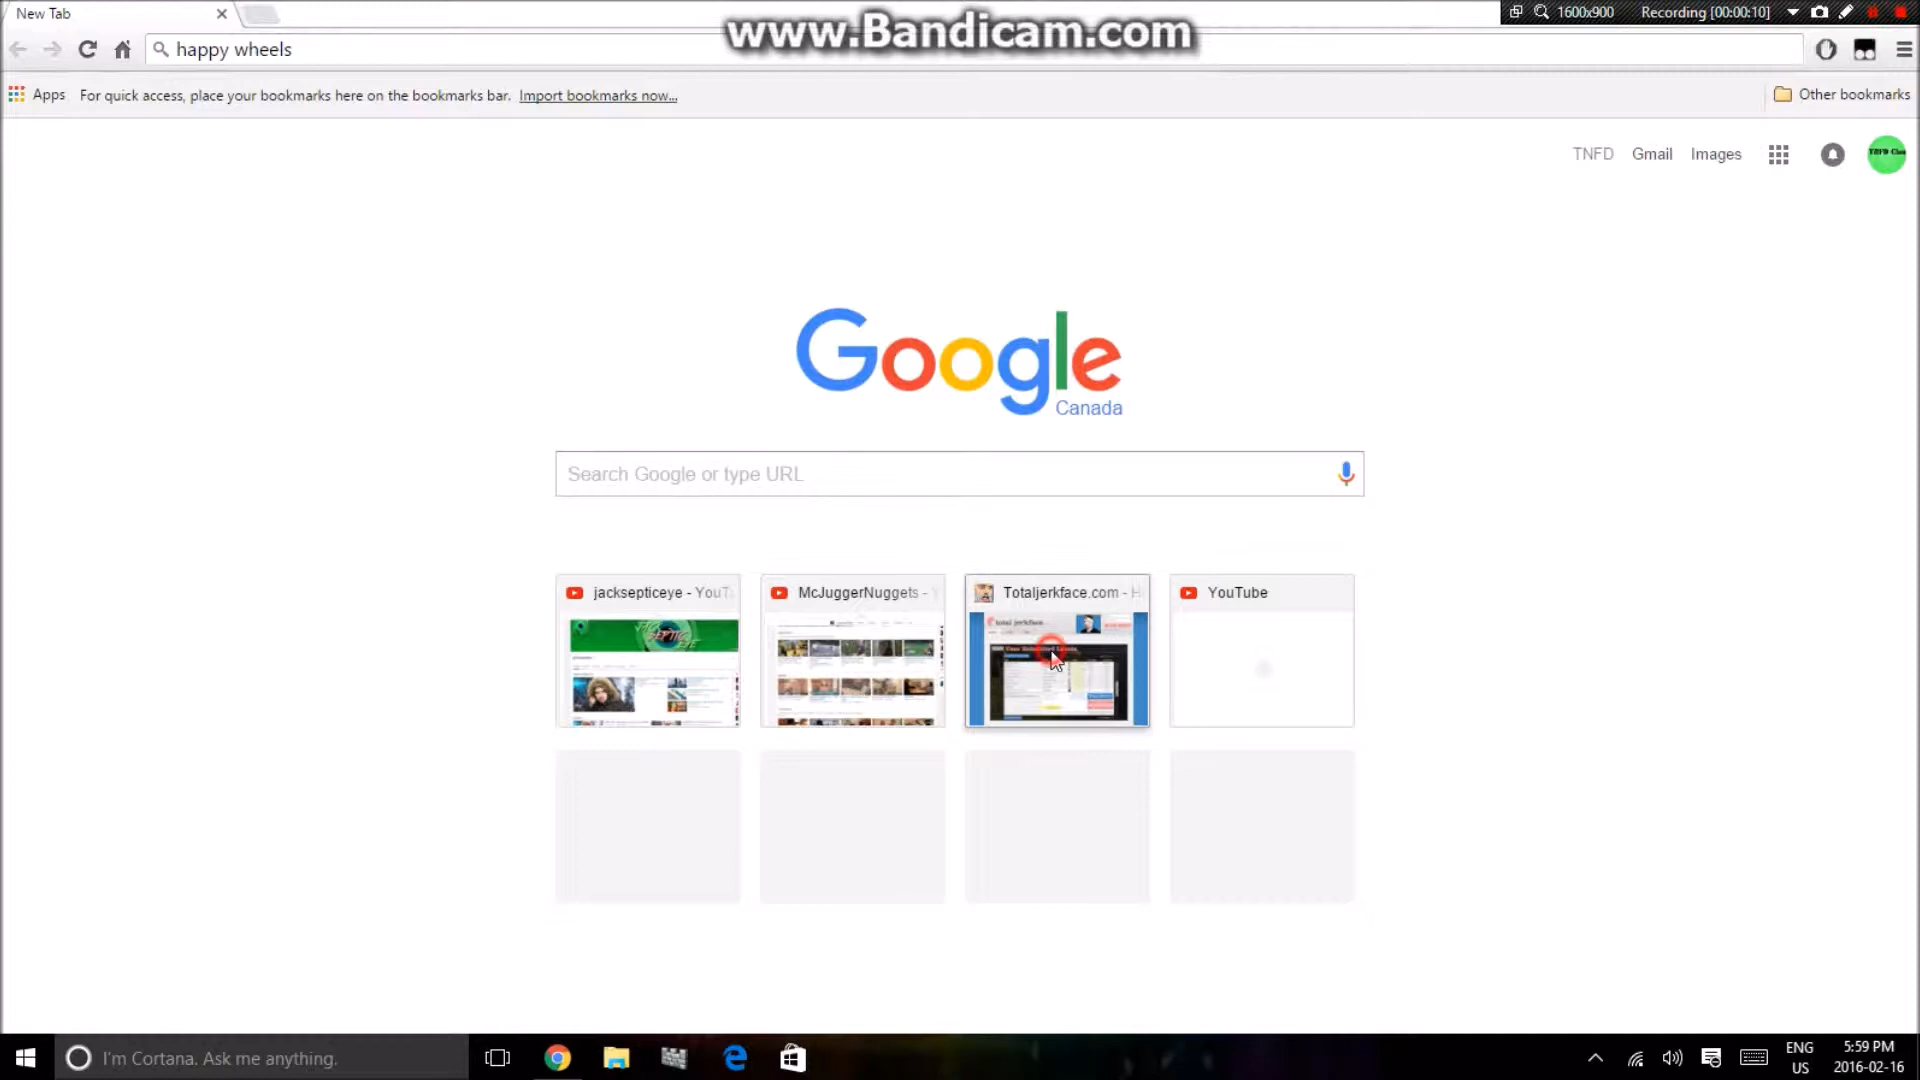 New Tab
www.Bandicam.com
1600x900
Recording [00:00:10]
happy wheels
Apps
For quick access, place your bookmarks here on the bookmarks bar. Import bookmarks now...
Other bookmarks
TNFD
Gmail
Images
Google
Canada
Search Google or type URL
jacksepticeye - YouT
McJuggerNuggets - Y
Totaljerkface.com - H
YouTube
total jerkface
I'm Cortana. Ask me anything.
ENG
US
5:59 PM
2016-02-16